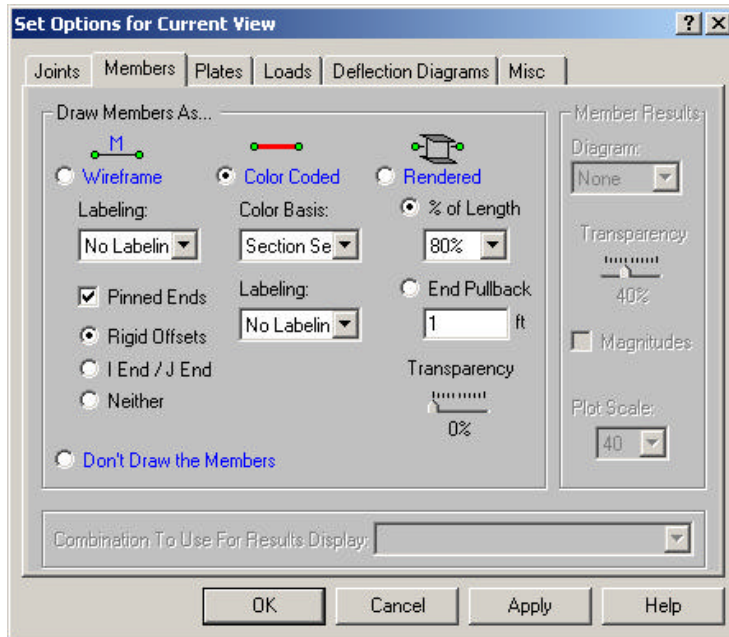 Set Options for Current View
Joints Members Plates Loads Deflection Diagrams Misc
Draw Members As...
M
Wireframe
Color Coded
Rendered
Labeling:
No Labelin
Pinned Ends
Rigid Offsets
I End / J End
Neither
Color Basis:
Section Se
Labeling:
No Labelin
% of Length
80%
End Pullback
1 ft
Transparency
0%
Don't Draw the Members
Member Results
Diagram:
None
Transparency
40%
Magnitudes
Plot Scale:
40
Combination To Use For Results Display:
OK Cancel Apply Help